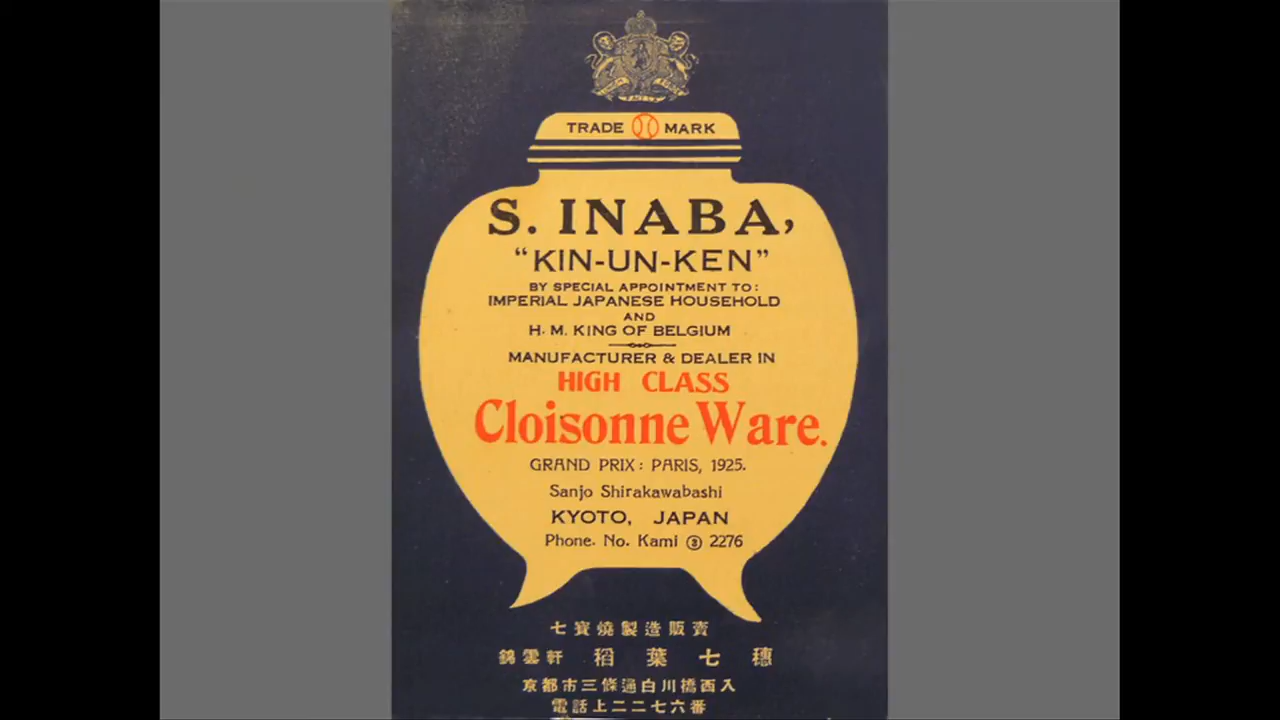 TRADE MARK
S. INABA,
"KIN-UN-KEN"
BY SPECIAL APPOINTMENT TO:
IMPERIAL JAPANESE HOUSEHOLD
AND
H. M. KING OF BELGIUM
MANUFACTURER & DEALER IN
HIGH CLASS
Cloisonne Ware.
GRAND PRIX: PARIS, 1925.
Sanjo Shirakawabashi
KYOTO, JAPAN
Phone. No. Kami ③ 2276
七寶燒製造販賣
錦雲軒 稻葉七穗
京都市三條通白川橋西入
電話上二二七六番